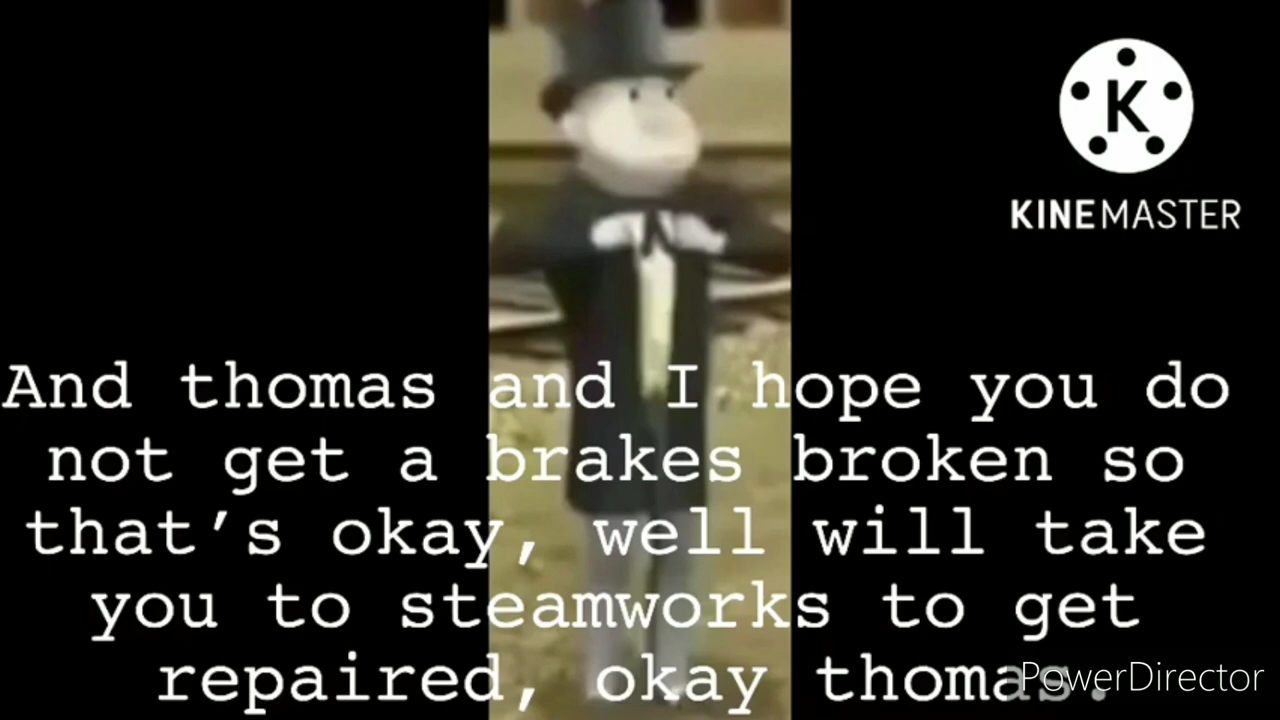 K
KINEMASTER
And thomas and I hope you do
not get a brakes broken so
that’s okay, well will take
you to steamworks to get
repaired, okay thomas.
PowerDirector